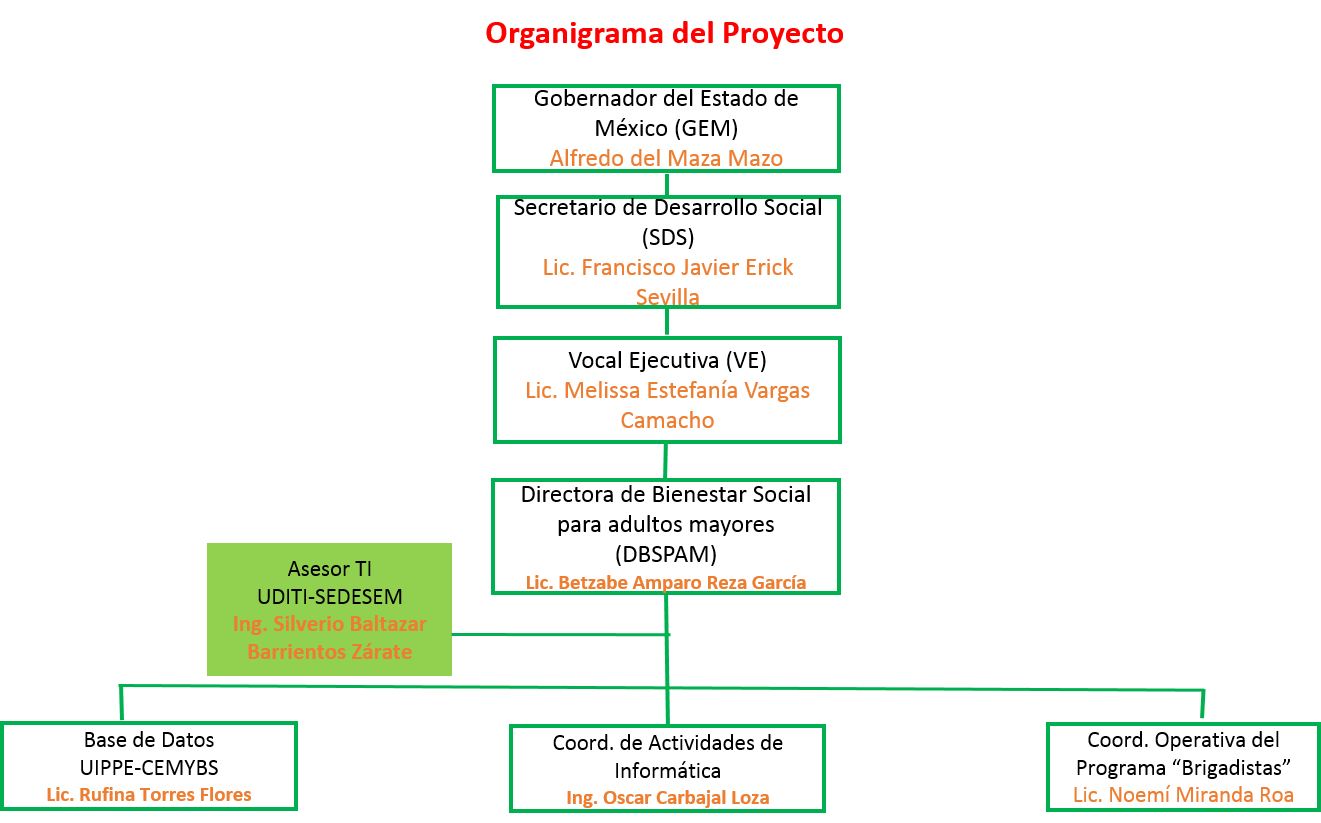 Organigrama del Proyecto
Gobernador del Estado de
México (GEM)
Alfredo del Maza Mazo
Secretario de Desarrollo Social
(SDS)
Lic. Francisco Javier Erick
Sevilla
Vocal Ejecutiva (VE)
Lic. Melissa Estefanía Vargas
Camacho
Directora de Bienestar Social
para adultos mayores
(DBSPAM)
Lic. Betzabe Amparo Reza García
Asesor TI
UDITI-SEDESEM
Ing. Silverio Baltazar
Barrientos Zárate
Base de Datos
UIPPE-CEMYBS
Lic. Rufina Torres Flores
Coord. de Actividades de
Informática
Ing. Oscar Carbajal Loza
Coord. Operativa del
Programa “Brigadistas”
Lic. Noemí Miranda Roa